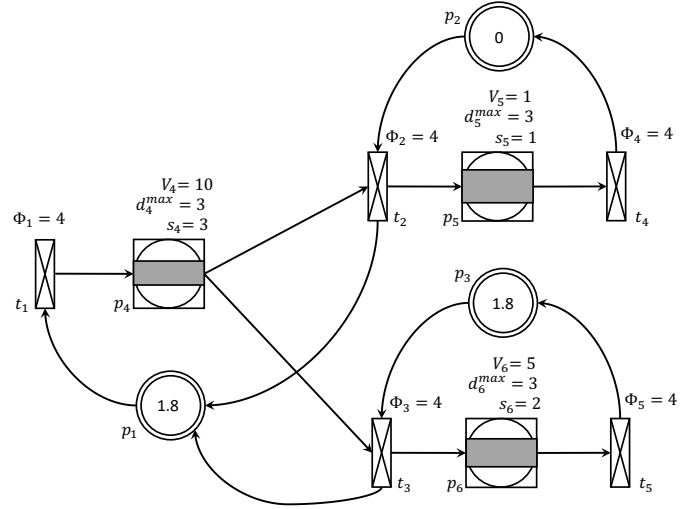 p₂
0
V₅= 1
d₅ᵐᵃˣ = 3
s₅= 1
Φ₂ = 4
Φ₄ = 4
V₄= 10
d₄ᵐᵃˣ = 3
s₄= 3
Φ₁ = 4
t₂
p₅
t₄
p₃
t₁
p₄
1.8
V₆= 5
d₆ᵐᵃˣ = 3
s₆= 2
1.8
Φ₃ = 4
Φ₅ = 4
p₁
t₃
p₆
t₅